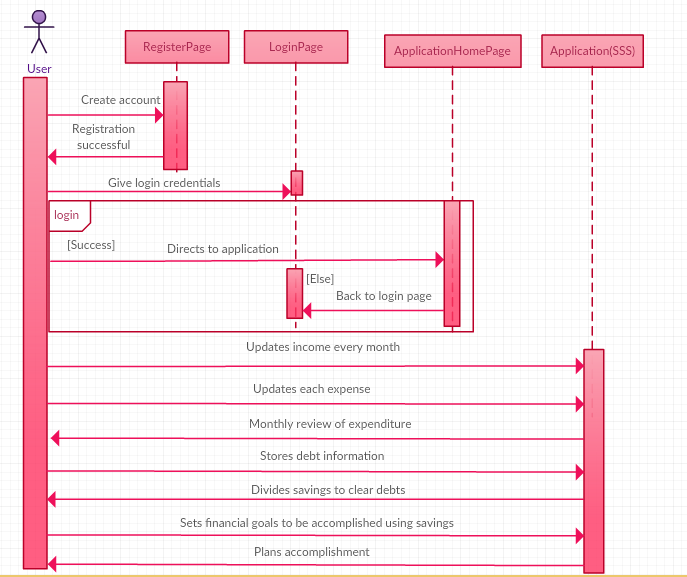 RegisterPage
LoginPage
ApplicationHomePage
Application(SSS)
User
Create account
Registration
successful
Give login credentials
login
[Success]
Directs to application
[Else]
Back to login page
Updates income every month
Updates each expense
Monthly review of expenditure
Stores debt information
Divides savings to clear debts
Sets financial goals to be accomplished using savings
Plans accomplishment